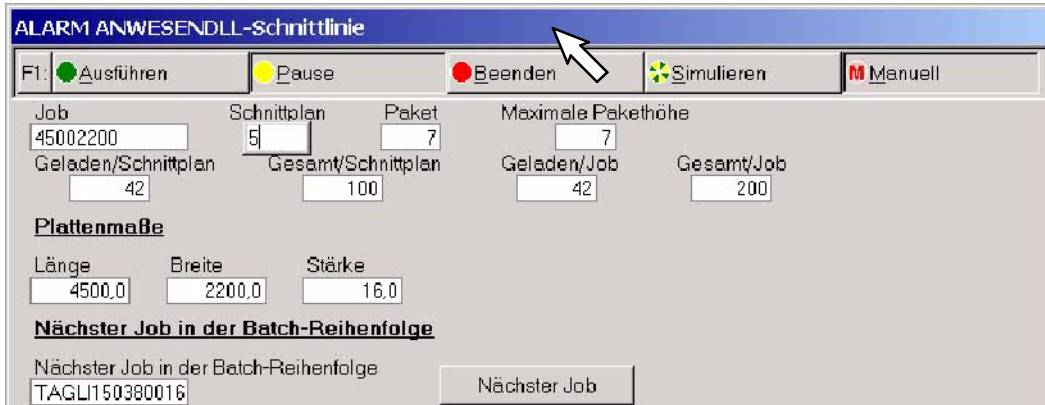 ALARM ANWESENDLL-Schnittlinie
F1: Ausführen Pause Beenden Simulieren M Manuell
Job Schnittplan Paket Maximale Pakethöhe
45002200 5 7 7
Geladen/Schnittplan Gesamt/Schnittplan Geladen/Job Gesamt/Job
42 100 42 200
Plattenmaße
Länge Breite Stärke
4500,0 2200,0 16,0
Nächster Job in der Batch-Reihenfolge
Nächster Job in der Batch-Reihenfolge
TAGLI150380016 Nächster Job